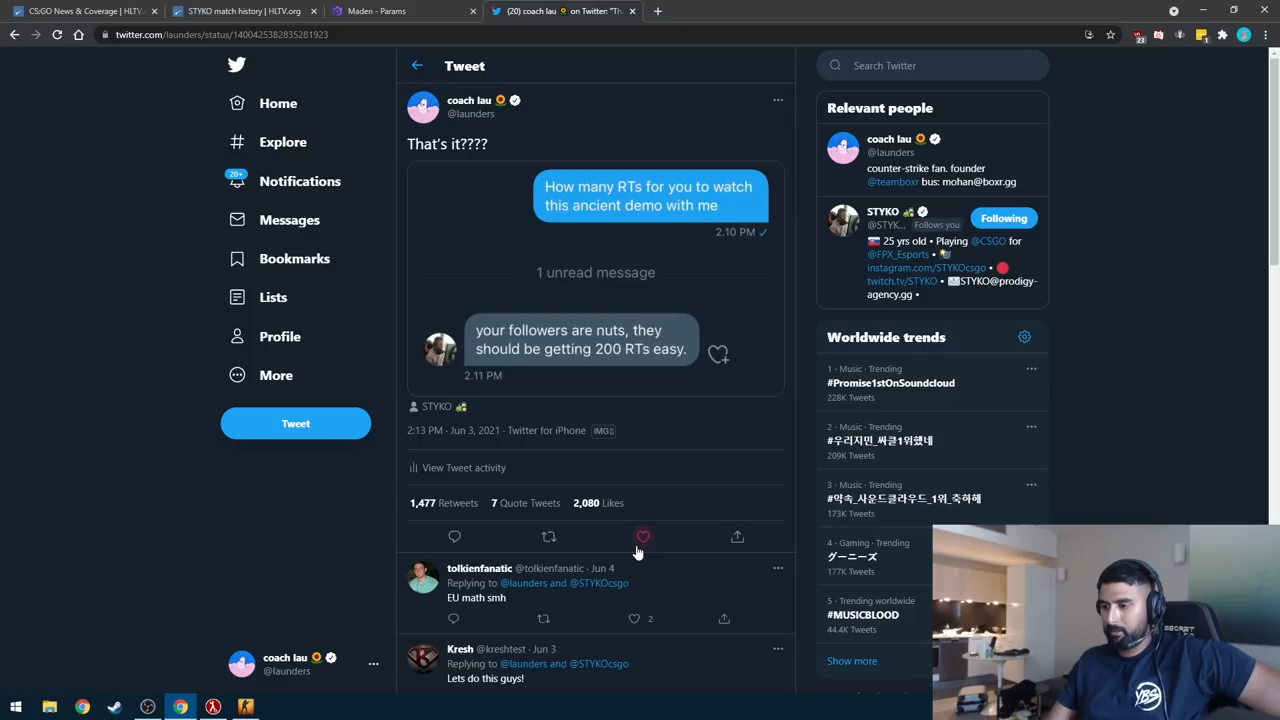 CS:GO News & Coverage | HLTV.c
STYKO match history | HLTV.org
Maden - Params
(20) coach lau on Twitter: "Tha
twitter.com/launders/status/1400425382835281923
23
1
Home
Explore
20+
Notifications
Messages
Bookmarks
Lists
Profile
More
Tweet
coach lau
@launders
Tweet
coach lau
@launders
That's it????
How many RTs for you to watch
this ancient demo with me
2.10 PM
1 unread message
your followers are nuts, they
should be getting 200 RTs easy.
2.11 PM
STYKO
2:13 PM · Jun 3, 2021 · Twitter for iPhone
View Tweet activity
1,477 Retweets 7 Quote Tweets 2,080 Likes
tolkienfanatic @tolkienfanatic · Jun 4
Replying to @launders and @STYKOcsgo
EU math smh
2
Kresh @kreshtest · Jun 3
Replying to @launders and @STYKOcsgo
Lets do this guys!
Search Twitter
Relevant people
coach lau
@launders
counter-strike fan. founder
@teamboxr bus: mohan@boxr.gg
STYKO
@STYK... Follows you
Following
25 yrs old • Playing @CSGO for
@FPX_Esports •
instagram.com/STYKOcsgo •
twitch.tv/STYKO • STYKO@prodigy-
agency.gg •
Worldwide trends
1 · Music · Trending
#Promise1stOnSoundcloud
228K Tweets
2 · Music · Trending
#우리지민_싸클1위했네
209K Tweets
3 · Music · Trending
#약속_사운드클라우드_1위_축하해
173K Tweets
4 · Gaming · Trending
グーニーズ
177K Tweets
5 · Trending worldwide
#MUSICBLOOD
44.4K Tweets
Show more
SECRET
YBS